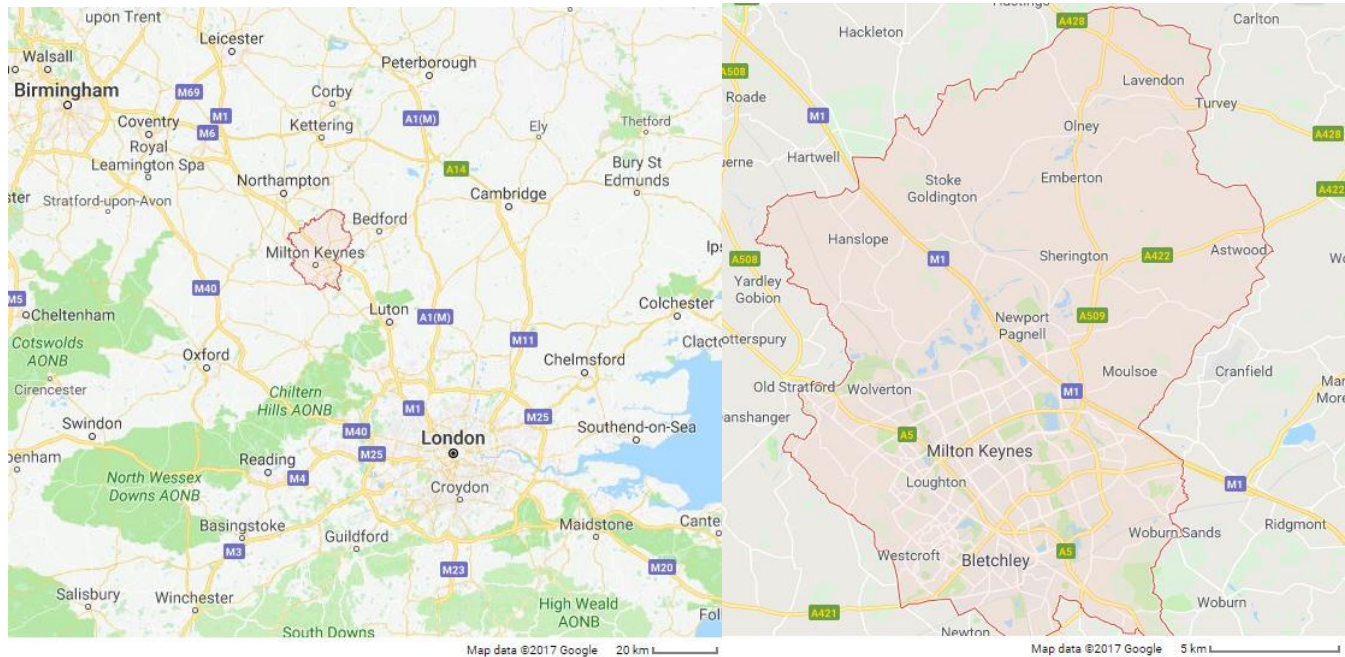 upon Trent
Leicester
Walsall
Peterborough
Birmingham
M69
M1
Corby
A1(M)
Coventry
M6
Kettering
Ely
Thetford
Royal
Leamington Spa
A14
Bury St
Edmunds
Northampton
Cambridge
Stratford-upon-Avon
Bedford
Milton Keynes
M40
M5
Cheltenham
Luton
A1(M)
Colchester
Cotswolds
AONB
M11
Oxford
Chelmsford
Cirencester
Chiltern
Hills AONB
M1
M25
Swindon
M40
London
Southend-on-Sea
M25
Reading
M4
North Wessex
Downs AONB
Croydon
Basingstoke
Guildford
Maidstone
M3
M23
M20
Salisbury
Winchester
High Weald
AONB
South Downs
Map data ©2017 Google 20 km
A428
Carlton
Hackleton
A508
Lavendon
Roade
M1
Turvey
Olney
A428
Hartwell
Stoke
Goldington
Emberton
A422
Hanslope
M1
Sherington
A422
Astwood
A508
Yardley
Gobion
Newport
Pagnell
A509
Moulsoe
Cranfield
Old Stratford
Wolverton
M1
A5
Milton Keynes
Loughton
M1
Ridgmont
Woburn Sands
Westcroft
Bletchley
A5
Woburn
A421
Newton
Map data ©2017 Google 5 km